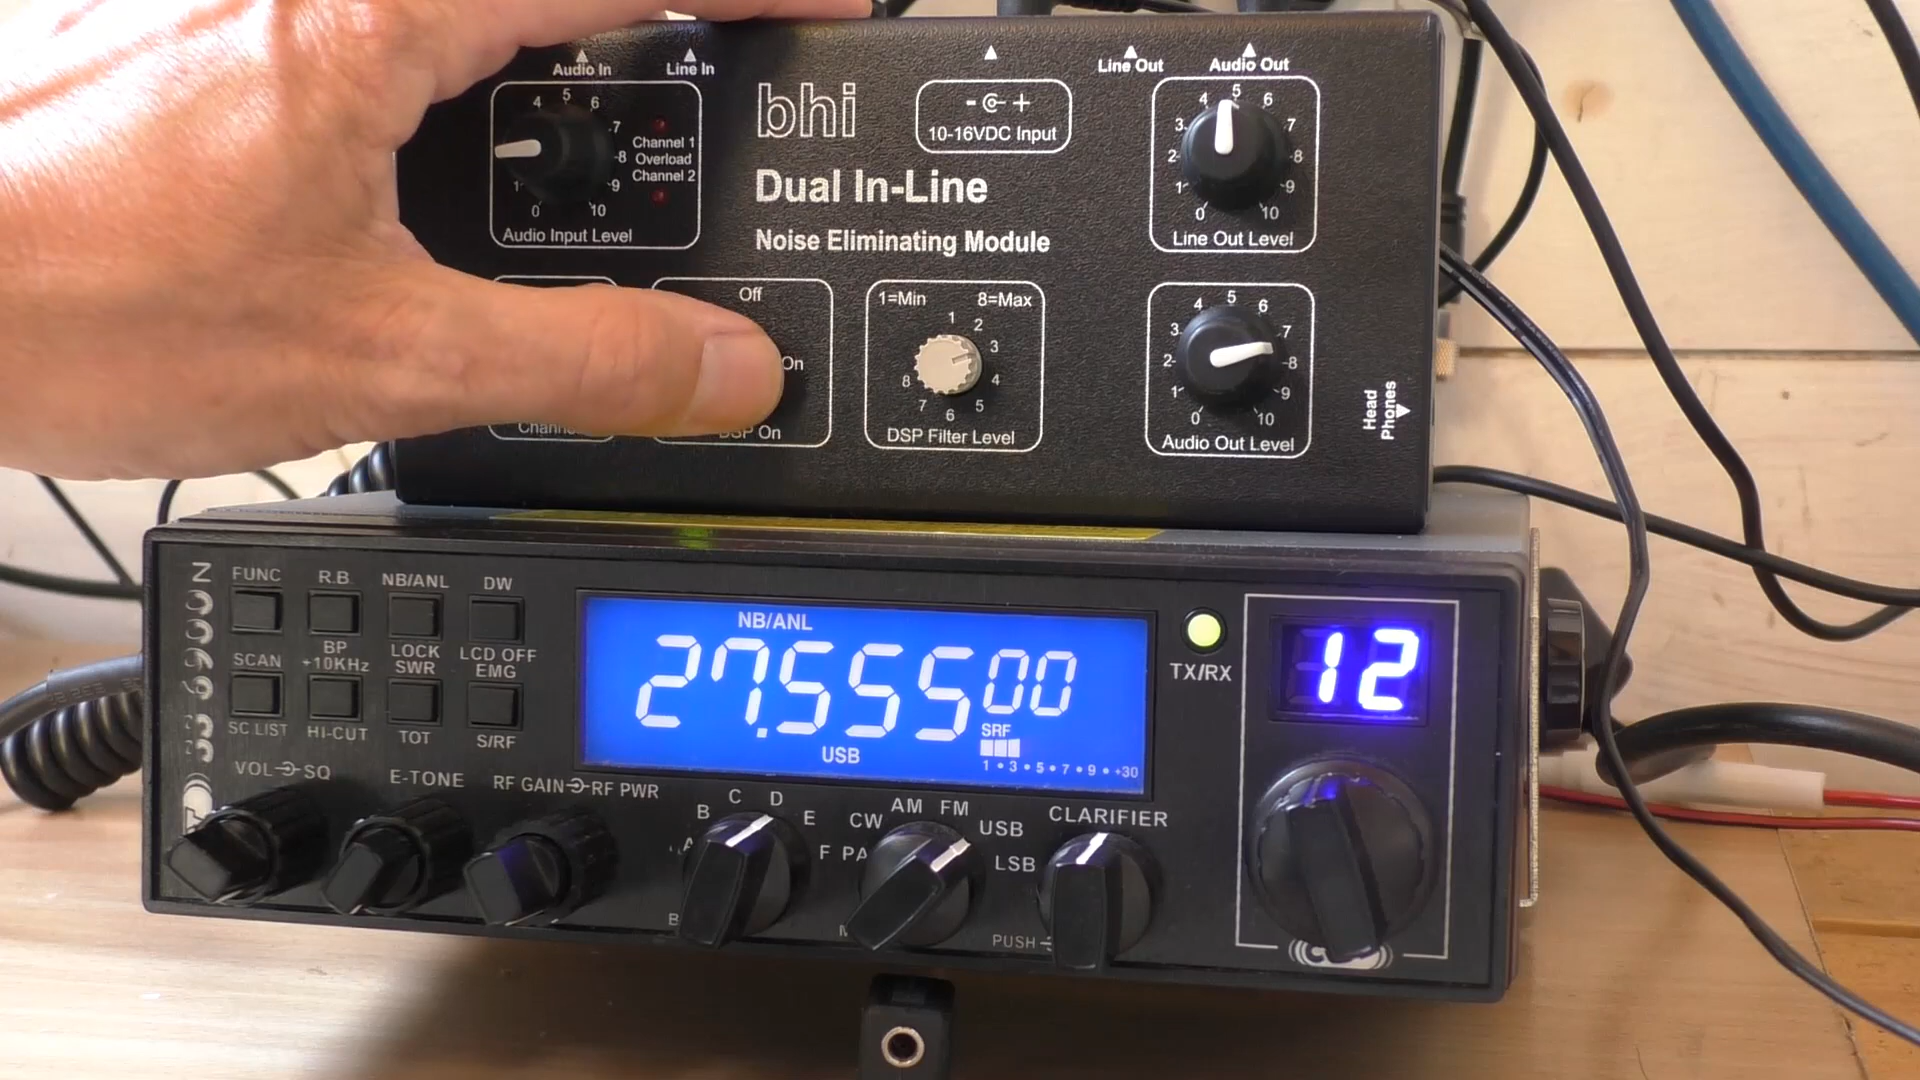 Audio In
Line In
4 5 6
7
8
9
1
0
10
Channel 1
Overload
Channel 2
Audio Input Level
bhi
- +
10-16VDC Input
Dual In-Line
Noise Eliminating Module
Line Out
Audio Out
4 5 6
3 7
2 8
1 9
0 10
Line Out Level
Off
On
DSP On
1=Min 8=Max
1
2
3
4
5
6
7
8
DSP Filter Level
4 5 6
3 7
2 8
1 9
0 10
Audio Out Level
Head
Phones
FUNC
R.B
NB/ANL
DW
SCAN
BP
+10KHz
LOCK
SWR
LCD OFF
EMG
SC.LIST
HI-CUT
TOT
S/RF
VOL SQ
E-TONE
RF GAIN RF PWR
NB/ANL
27.55500
USB
SRF
1 • 3 • 5 • 7 • 9 • +30
TX/RX
12
A B C D E F
PA CW AM FM USB LSB
CLARIFIER
PUSH